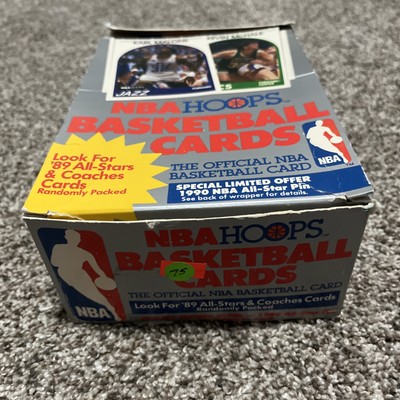 KARL MALONE
KEVIN McHALE
JAZZ
NBA HOOPS
BASKETBALL
CARDS
Look For
'89 All-Stars
& Coaches
Cards
Randomly Packed
THE OFFICIAL NBA
BASKETBALL CARD
SPECIAL LIMITED OFFER
1990 NBA All-Star Pin
See back of wrapper for details.
NBA
NBA HOOPS
BASKETBALL
CARDS
75
THE OFFICIAL NBA BASKETBALL CARD
Look For '89 All-Stars & Coaches Cards
Randomly Packed
NBA